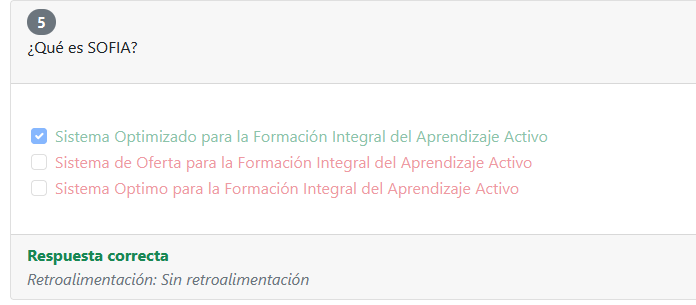 5
¿Qué es SOFIA?
Sistema Optimizado para la Formación Integral del Aprendizaje Activo
Sistema de Oferta para la Formación Integral del Aprendizaje Activo
Sistema Optimo para la Formación Integral del Aprendizaje Activo
Respuesta correcta
Retroalimentación: Sin retroalimentación